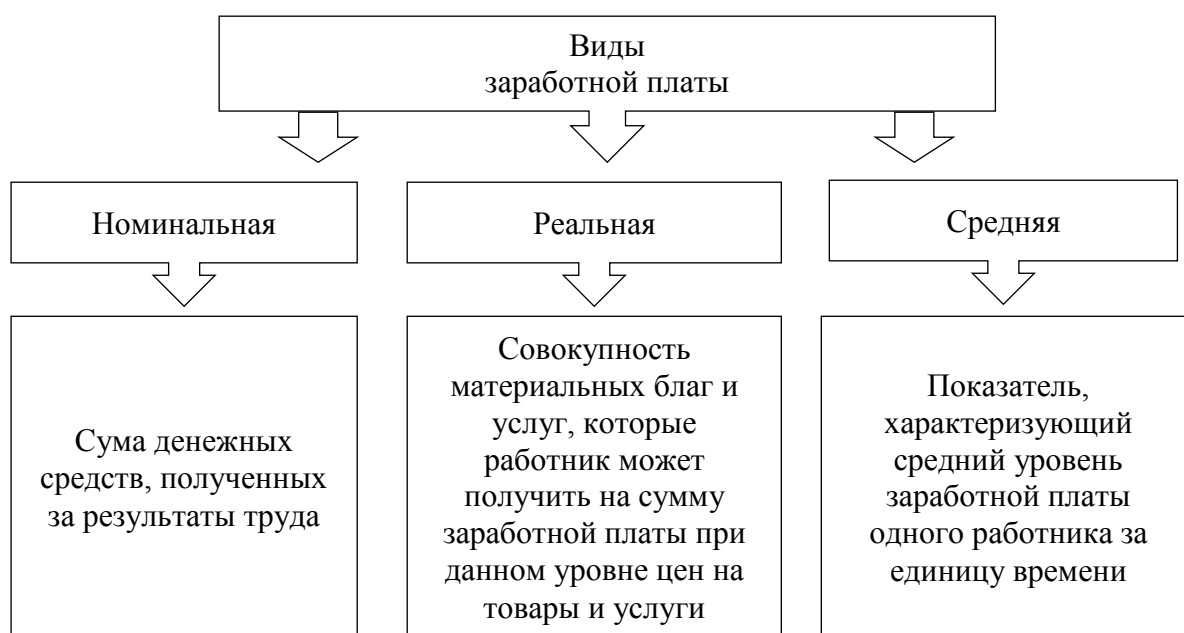 Виды
заработной платы
Номинальная
Реальная
Средняя
Сума денежных
средств, полученных
за результаты труда
Совокупность
материальных благ и
услуг, которые
работник может
получить на сумму
заработной платы при
данном уровне цен на
товары и услуги
Показатель,
характеризующий
средний уровень
заработной платы
одного работника за
единицу времени